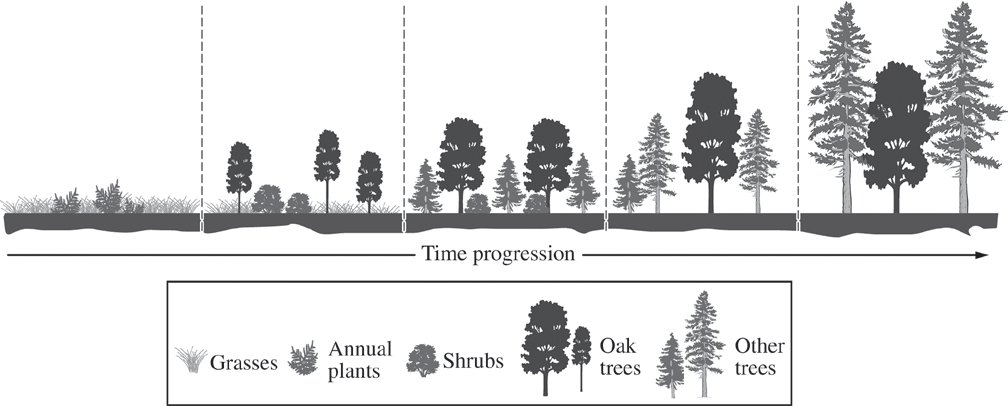 Time progression
Grasses
Annual
plants
Shrubs
Oak
trees
Other
trees